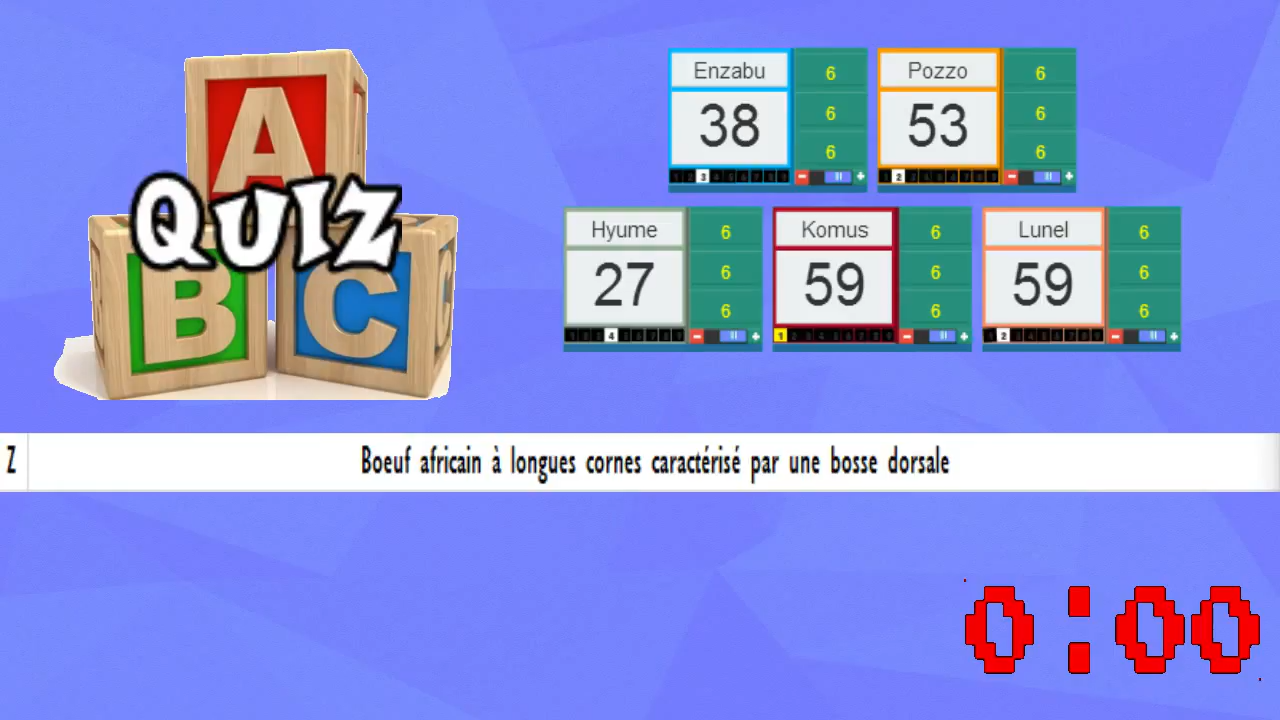 A
QUIZ
B C
Enzabu 6
38 6
6
Pozzo 6
53 6
6
Hyume 6
27 6
6
Komus 6
59 6
6
Lunel 6
59 6
6
Z Boeuf africain à longues cornes caractérisé par une bosse dorsale
0:00